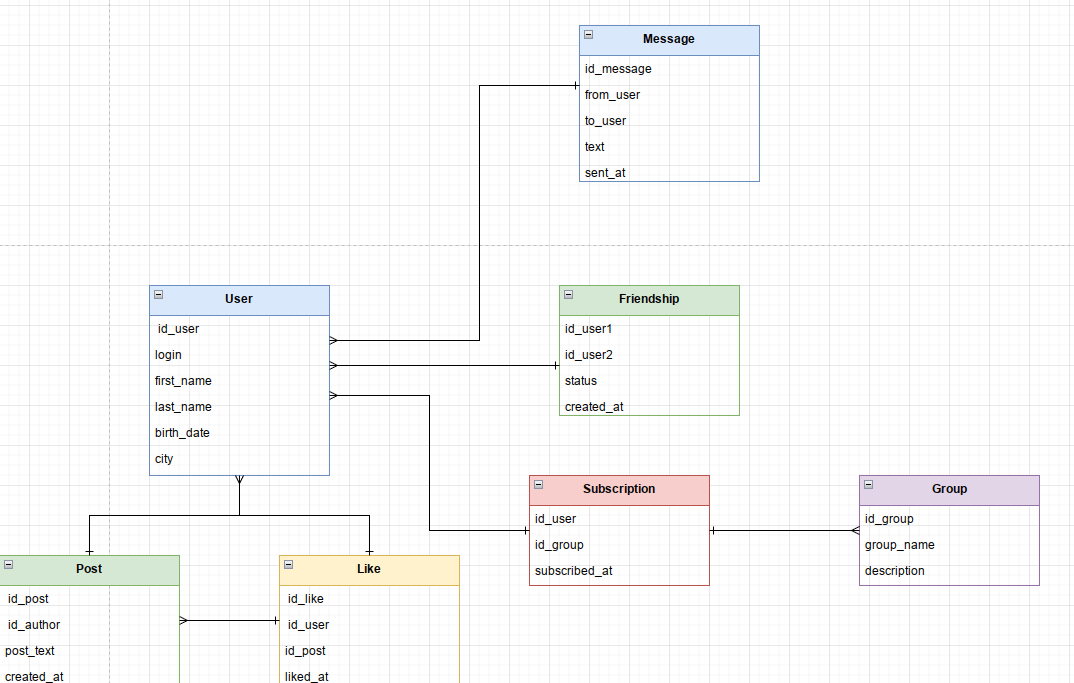 Message
id_message
from_user
to_user
text
sent_at
User
id_user
login
first_name
last_name
birth_date
city
Friendship
id_user1
id_user2
status
created_at
Subscription
id_user
id_group
subscribed_at
Group
id_group
group_name
description
Post
id_post
id_author
post_text
created_at
Like
id_like
id_user
id_post
liked_at